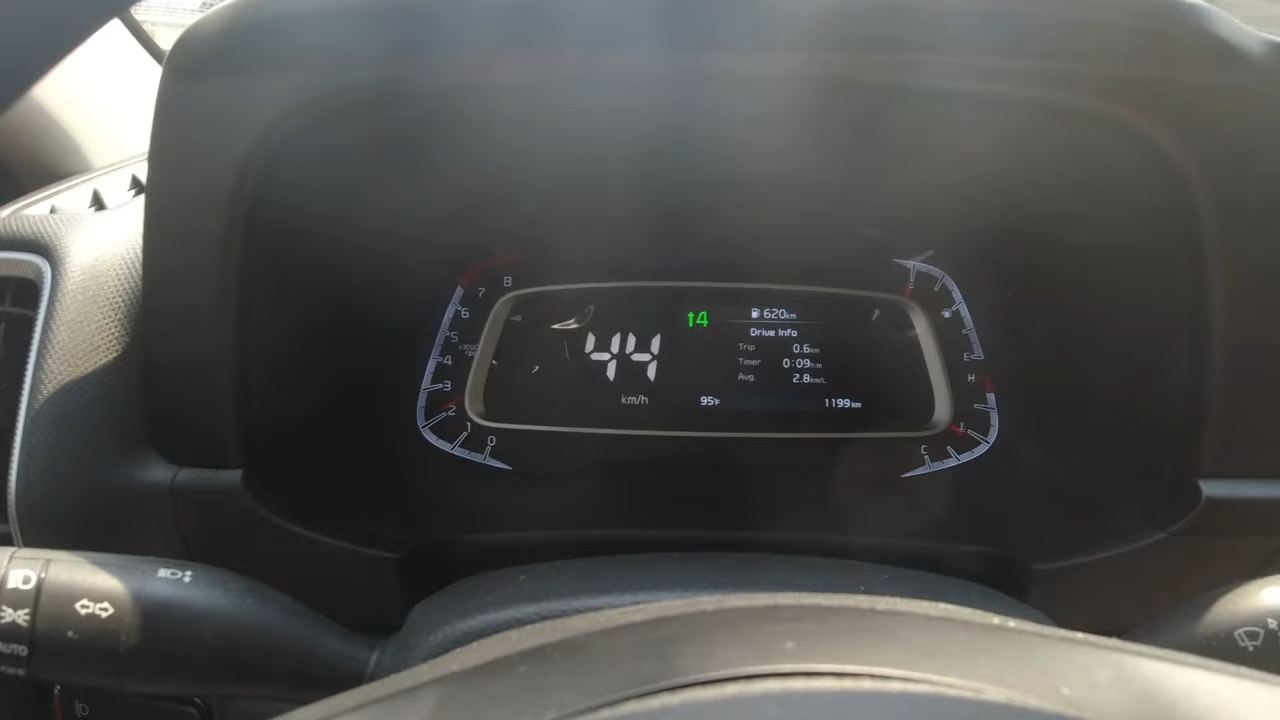 8
7
6
5
4
3
2
1
0
x1000
44
km/h
↑4
620km
Drive Info
Trip 0.6km
Timer 0:09h:m
Avg. 2.8km/L
95°F
1199km
F
E
H
C
AUTO